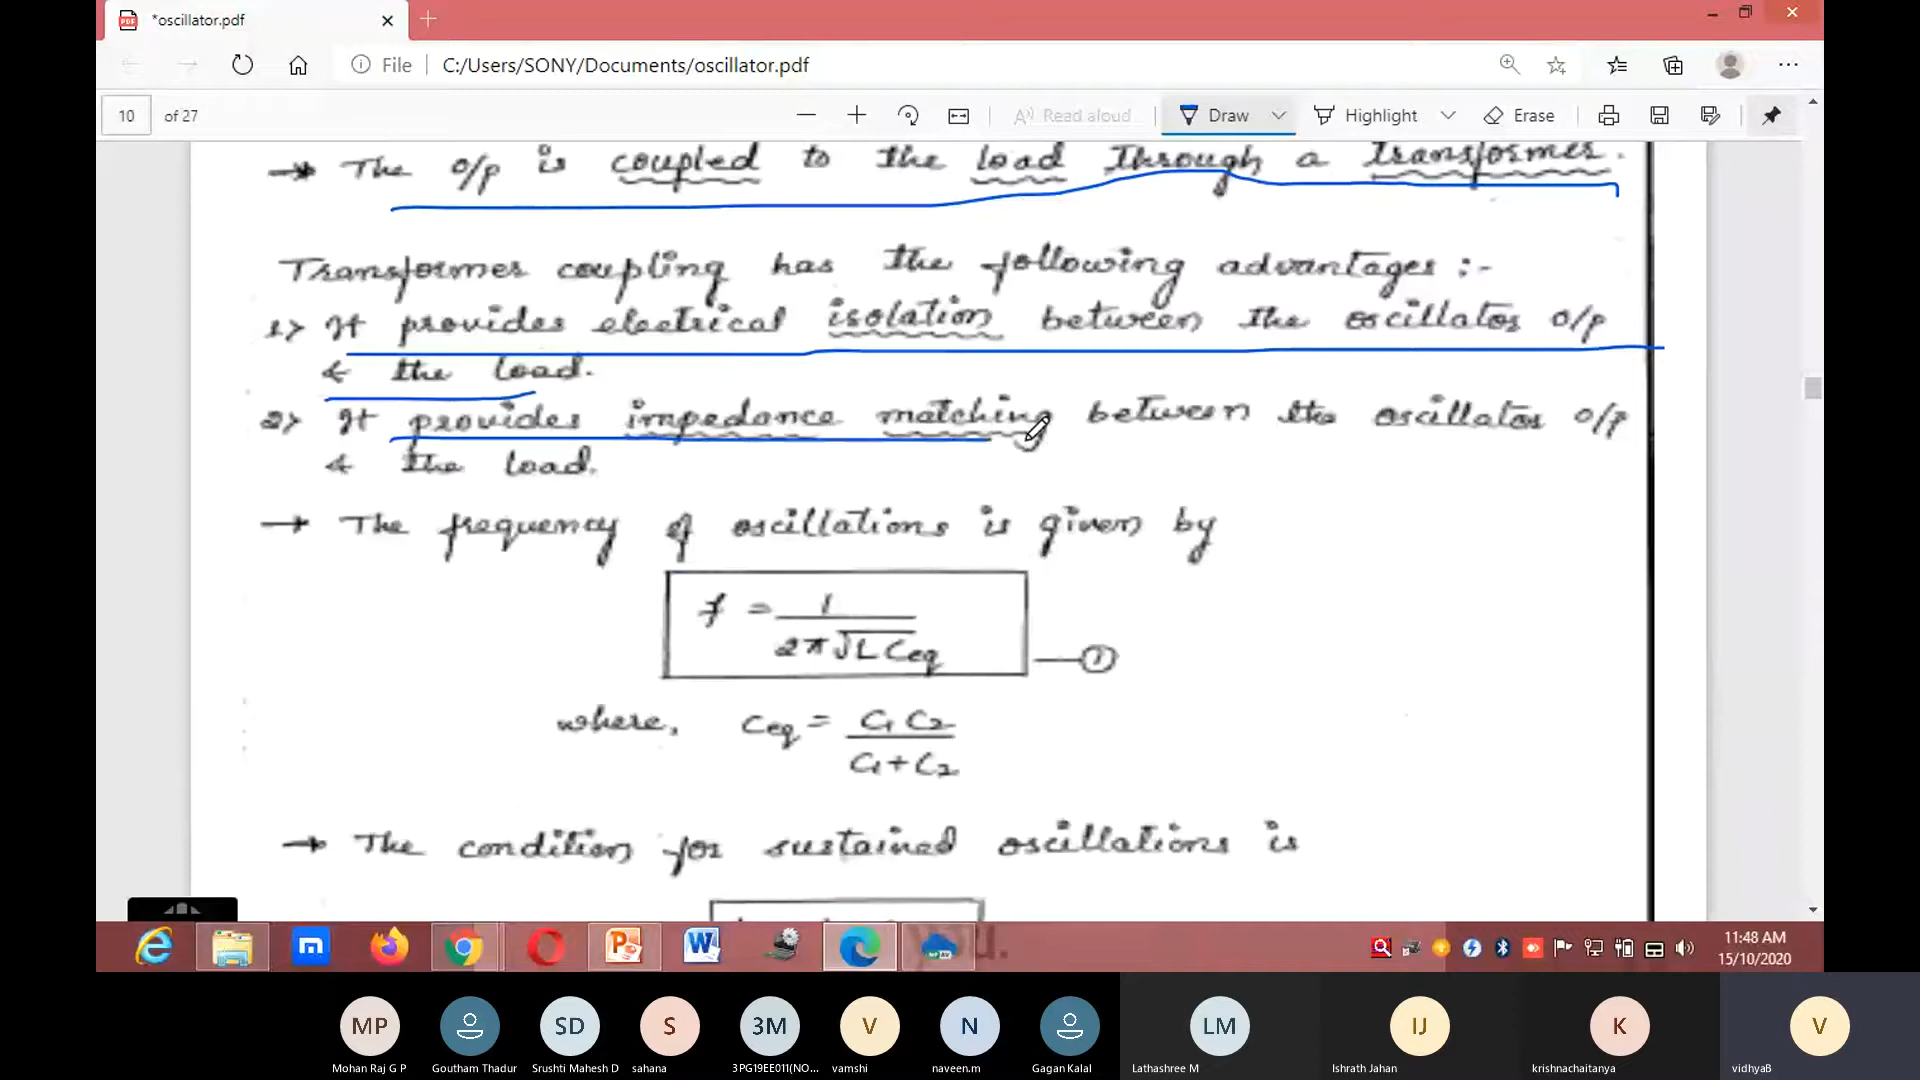 *oscillator.pdf
File C:/Users/SONY/Documents/oscillator.pdf
10 of 27 Read aloud Draw Highlight Erase
→ The o/p is coupled to the load through a transformer.
Transformer coupling has the following advantages :-
1> It provides electrical isolation between the oscillator o/p
& the load.
2> It provides impedance matching between the oscillator o/p
& the load.
→ The frequency of oscillations is given by
f = 1 / 2π√LCeq — ①
where, Ceq = C1 C2 / C1 + C2
→ The condition for sustained oscillations is
you.
11:48 AM
15/10/2020
MP SD S 3M V N LM IJ K V
Mohan Raj G P Goutham Thadur Srushti Mahesh D sahana 3PG19EE011(NO... vamshi naveen.m Gagan Kalal Lathashree M Ishrath Jahan krishnachaitanya vidhyaB